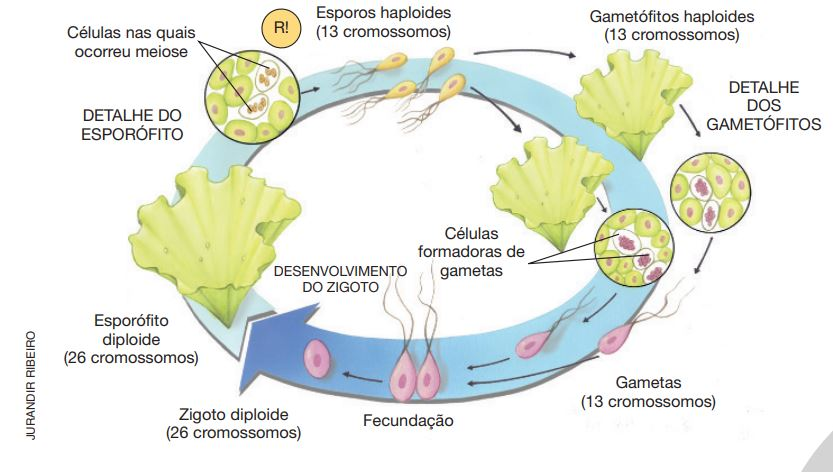 Células nas quais
ocorreu meiose
R!
Esporos haploides
(13 cromossomos)
Gametófitos haploides
(13 cromossomos)
DETALHE DO
ESPORÓFITO
DETALHE
DOS
GAMETÓFITOS
Células
formadoras de
gametas
DESENVOLVIMENTO
DO ZIGOTO
Esporófito
diploide
(26 cromossomos)
Gametas
(13 cromossomos)
Zigoto diploide
(26 cromossomos)
Fecundação
JURANDIR RIBEIRO